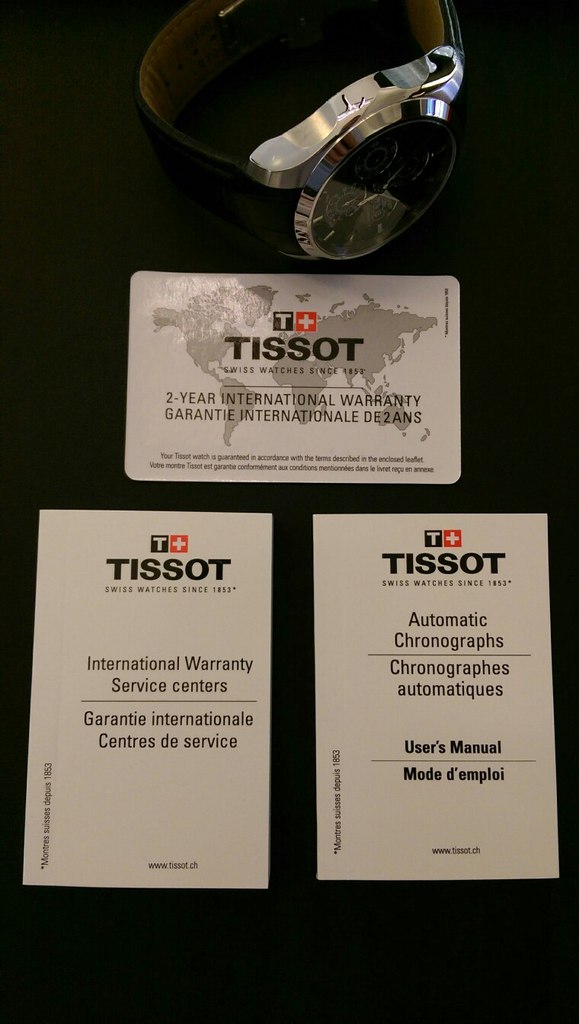 T+
TISSOT
SWISS WATCHES SINCE 1853*
*Montres suisses depuis 1853
2-YEAR INTERNATIONAL WARRANTY
GARANTIE INTERNATIONALE DE 2 ANS
Your Tissot watch is guaranteed in accordance with the terms described in the enclosed leaflet.
Votre montre Tissot est garantie conformément aux conditions mentionnées dans le livret reçu en annexe.
T+
TISSOT
SWISS WATCHES SINCE 1853*
International Warranty
Service centers
Garantie internationale
Centres de service
*Montres suisses depuis 1853
www.tissot.ch
T+
TISSOT
SWISS WATCHES SINCE 1853*
Automatic
Chronographs
Chronographes
automatiques
User's Manual
Mode d'emploi
*Montres suisses depuis 1853
www.tissot.ch